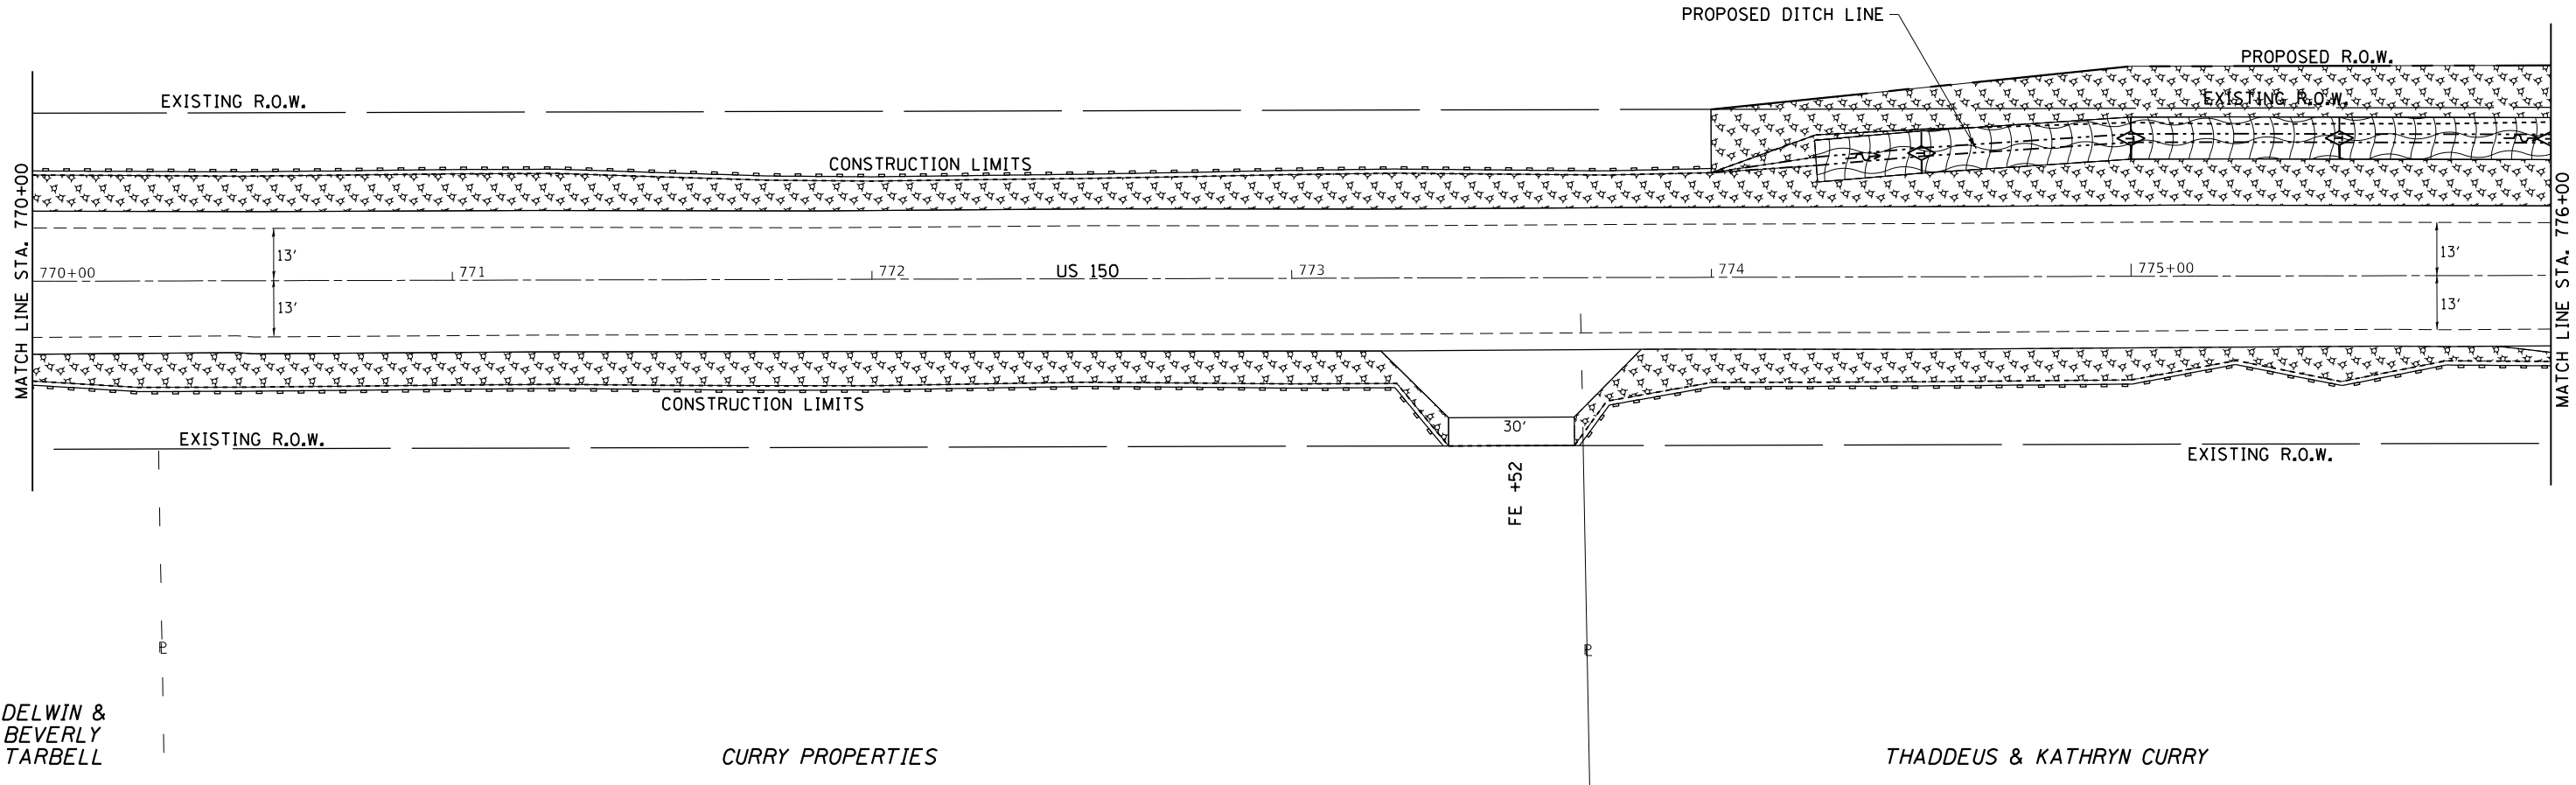 PROPOSED DITCH LINE
PROPOSED R.O.W.
EXISTING R.O.W.
EXISTING R.O.W.
CONSTRUCTION LIMITS
MATCH LINE STA. 770+00
MATCH LINE STA. 776+00
13'
13'
770+00
771
772
US 150
773
774
775+00
13'
13'
CONSTRUCTION LIMITS
EXISTING R.O.W.
30'
EXISTING R.O.W.
FE +52
PL
PL
DELWIN &
BEVERLY
TARBELL
CURRY PROPERTIES
THADDEUS & KATHRYN CURRY